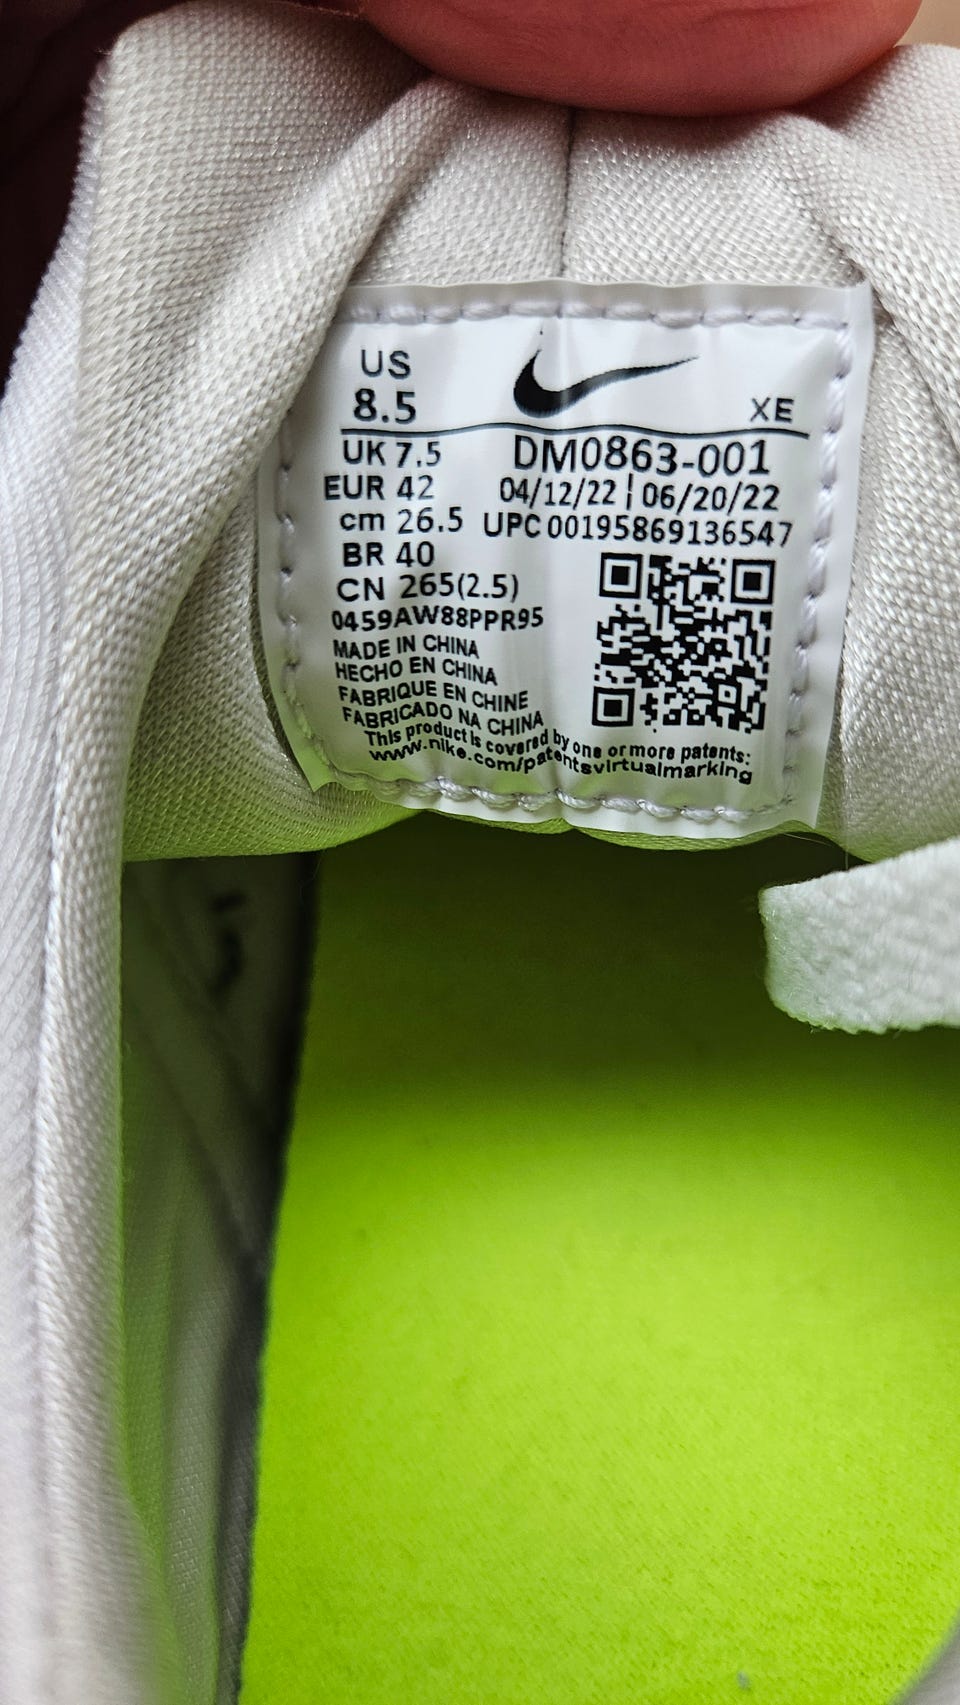 US
8.5
XE
UK 7.5
DM0863-001
EUR 42
04/12/22 | 06/20/22
cm 26.5
UPC 00195869136547
BR 40
CN 265(2.5)
0459AW88PPR95
MADE IN CHINA
HECHO EN CHINA
FABRIQUE EN CHINE
FABRICADO NA CHINA
This product is covered by one or more patents:
www.nike.com/patentsvirtualmarking